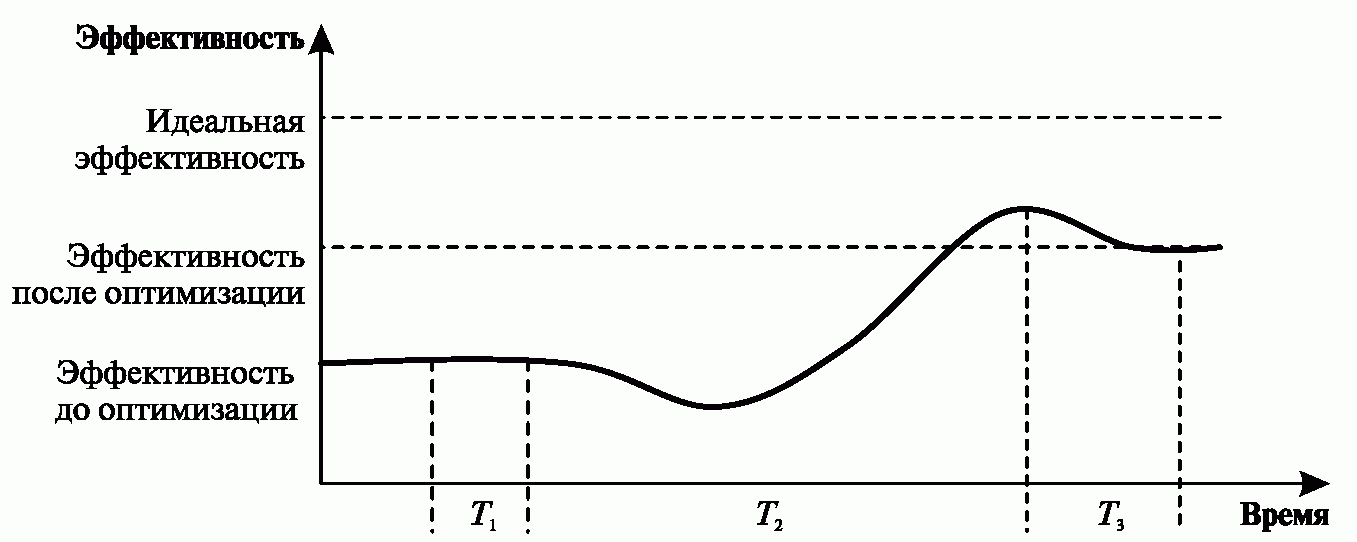 Эффективность
Идеальная
эффективность
Эффективность
после оптимизации
Эффективность
до оптимизации
T1
T2
T3
Время